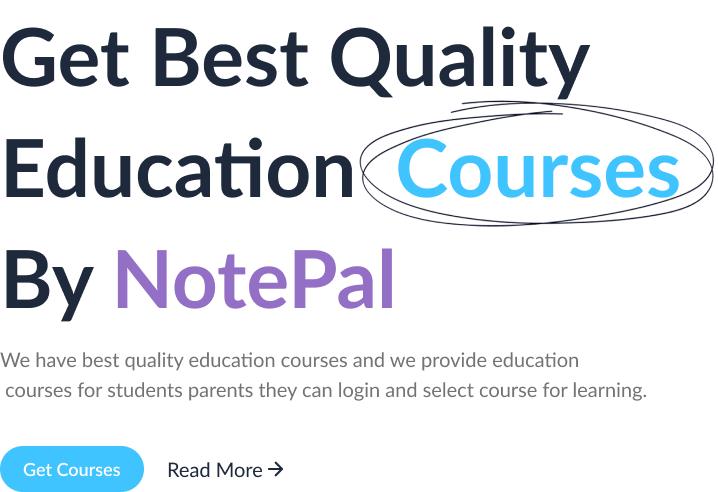 Get Best Quality
Education Courses
By NotePal
We have best quality education courses and we provide education
courses for students parents they can login and select course for learning.
Get Courses Read More →